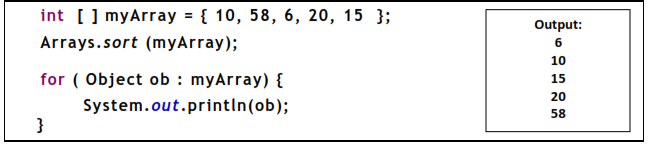 int [ ] myArray = { 10, 58, 6, 20, 15 };
Arrays.sort (myArray);
for ( Object ob : myArray) {
System.out.println(ob);
}
Output:
6
10
15
20
58